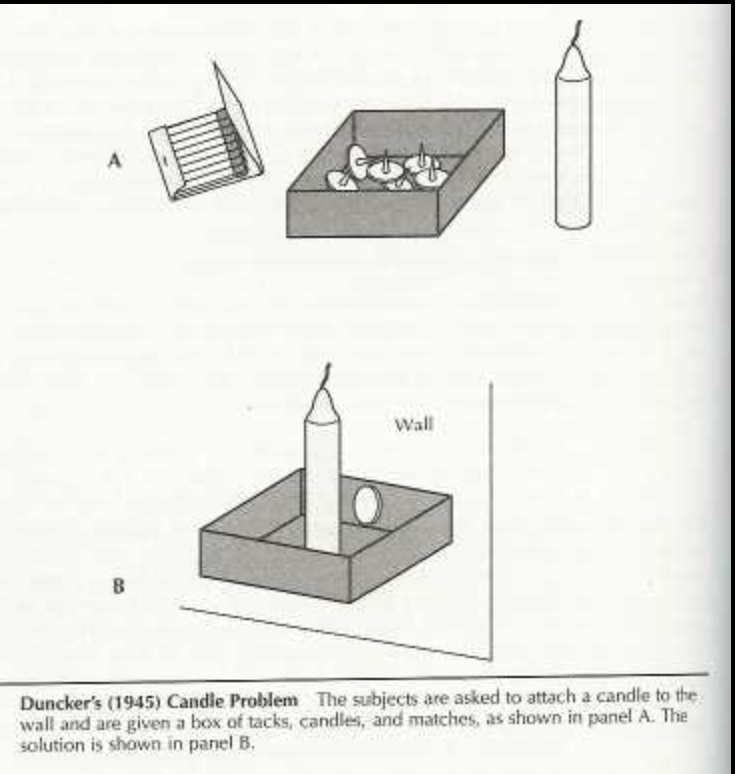 A
Wall
B
Duncker's (1945) Candle Problem The subjects are asked to attach a candle to the
wall and are given a box of tacks, candles, and matches, as shown in panel A. The
solution is shown in panel B.